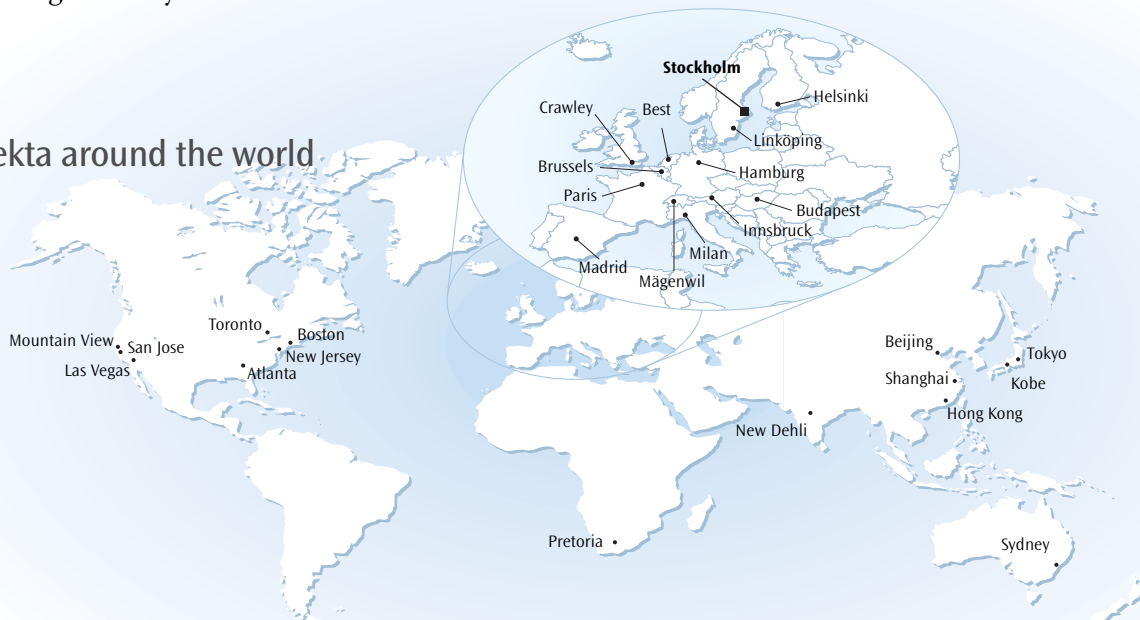 ekta around the world
Stockholm
Helsinki
Crawley
Best
Linköping
Brussels
Hamburg
Paris
Budapest
Innsbruck
Milan
Madrid
Mägenwil
Toronto
Boston
Mountain View
San Jose
New Jersey
Las Vegas
Atlanta
Beijing
Tokyo
Shanghai
Kobe
Hong Kong
New Dehli
Pretoria
Sydney